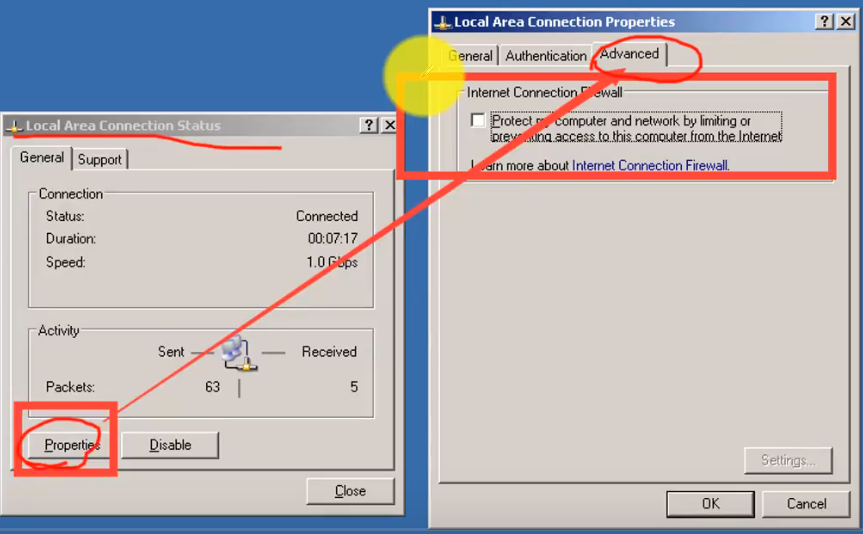 Local Area Connection Status
General
Support
Connection
Status: Connected
Duration: 00:07:17
Speed: 1.0 Gbps
Activity
Sent
Received
Packets: 63 5
Properties
Disable
Close
Local Area Connection Properties
General
Authentication
Advanced
Internet Connection Firewall
Protect my computer and network by limiting or
preventing access to this computer from the Internet
Learn more about Internet Connection Firewall.
Settings...
OK
Cancel